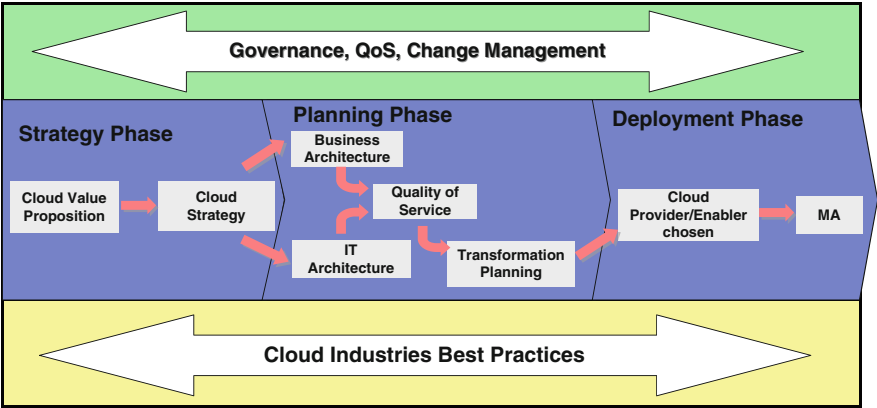 Governance, QoS, Change Management
Strategy Phase
Planning Phase
Deployment Phase
Cloud Value
Proposition
Cloud
Strategy
Business
Architecture
Quality of
Service
IT
Architecture
Transformation
Planning
Cloud
Provider/Enabler
chosen
MA
Cloud Industries Best Practices